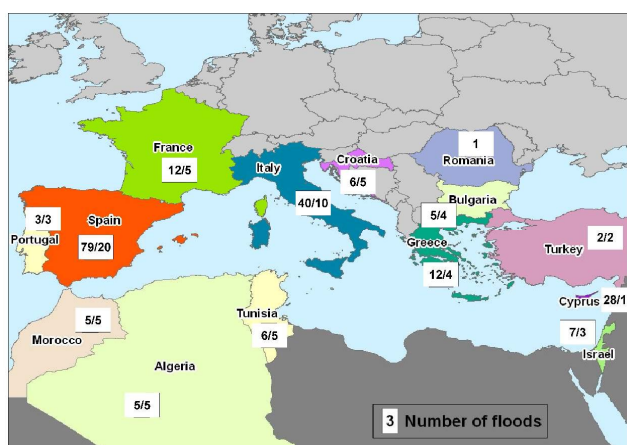 1
France
Croatia
Romania
12/5
Italy
6/5
Bulgaria
40/10
3/3
Spain
5/4
Portugal
79/20
Greece
2/2
Turkey
12/4
Cyprus
28/1
5/5
Tunisia
7/3
Morocco
6/5
Israel
Algeria
5/5
3 Number of floods